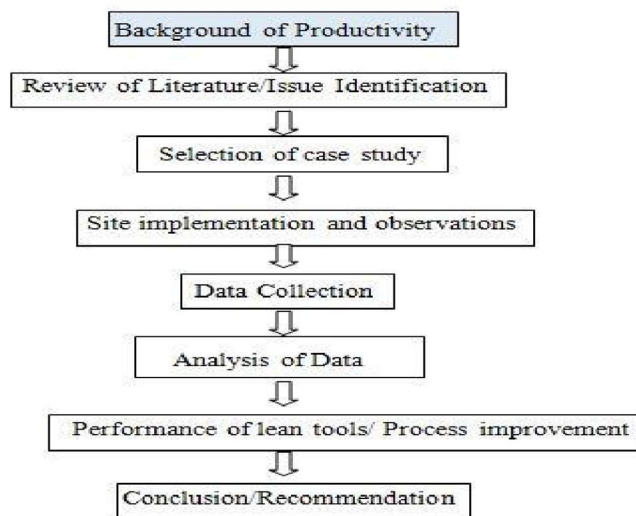 Background of Productivity
Review of Literature/Issue Identification
Selection of case study
Site implementation and observations
Data Collection
Analysis of Data
Performance of lean tools/ Process improvement
Conclusion/Recommendation